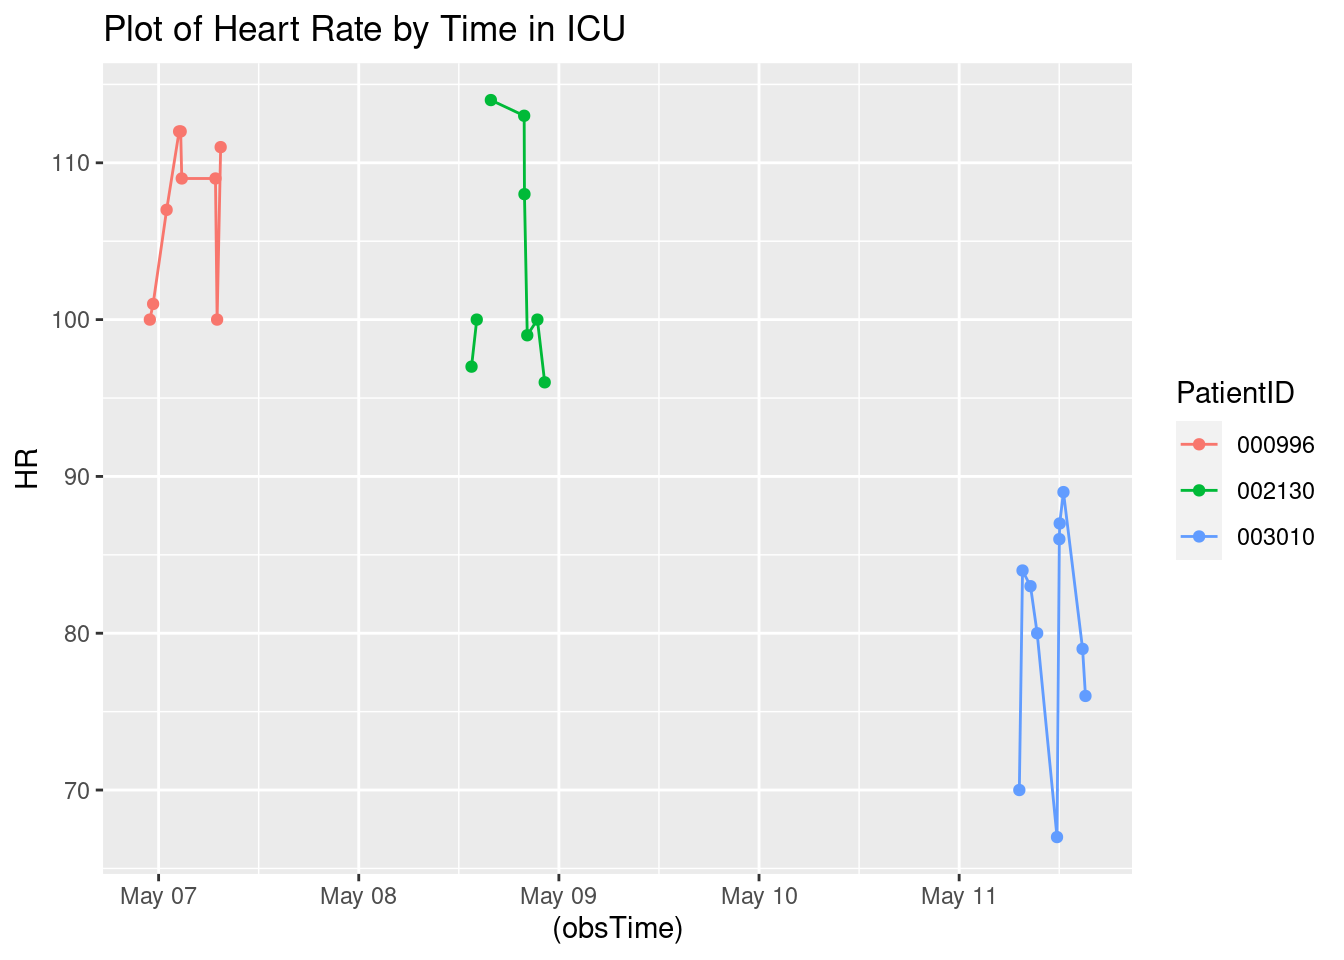 Plot of Heart Rate by Time in ICU
110
100
90
80
70
HR
May 07
May 08
May 09
May 10
May 11
(obsTime)
PatientID
000996
002130
003010